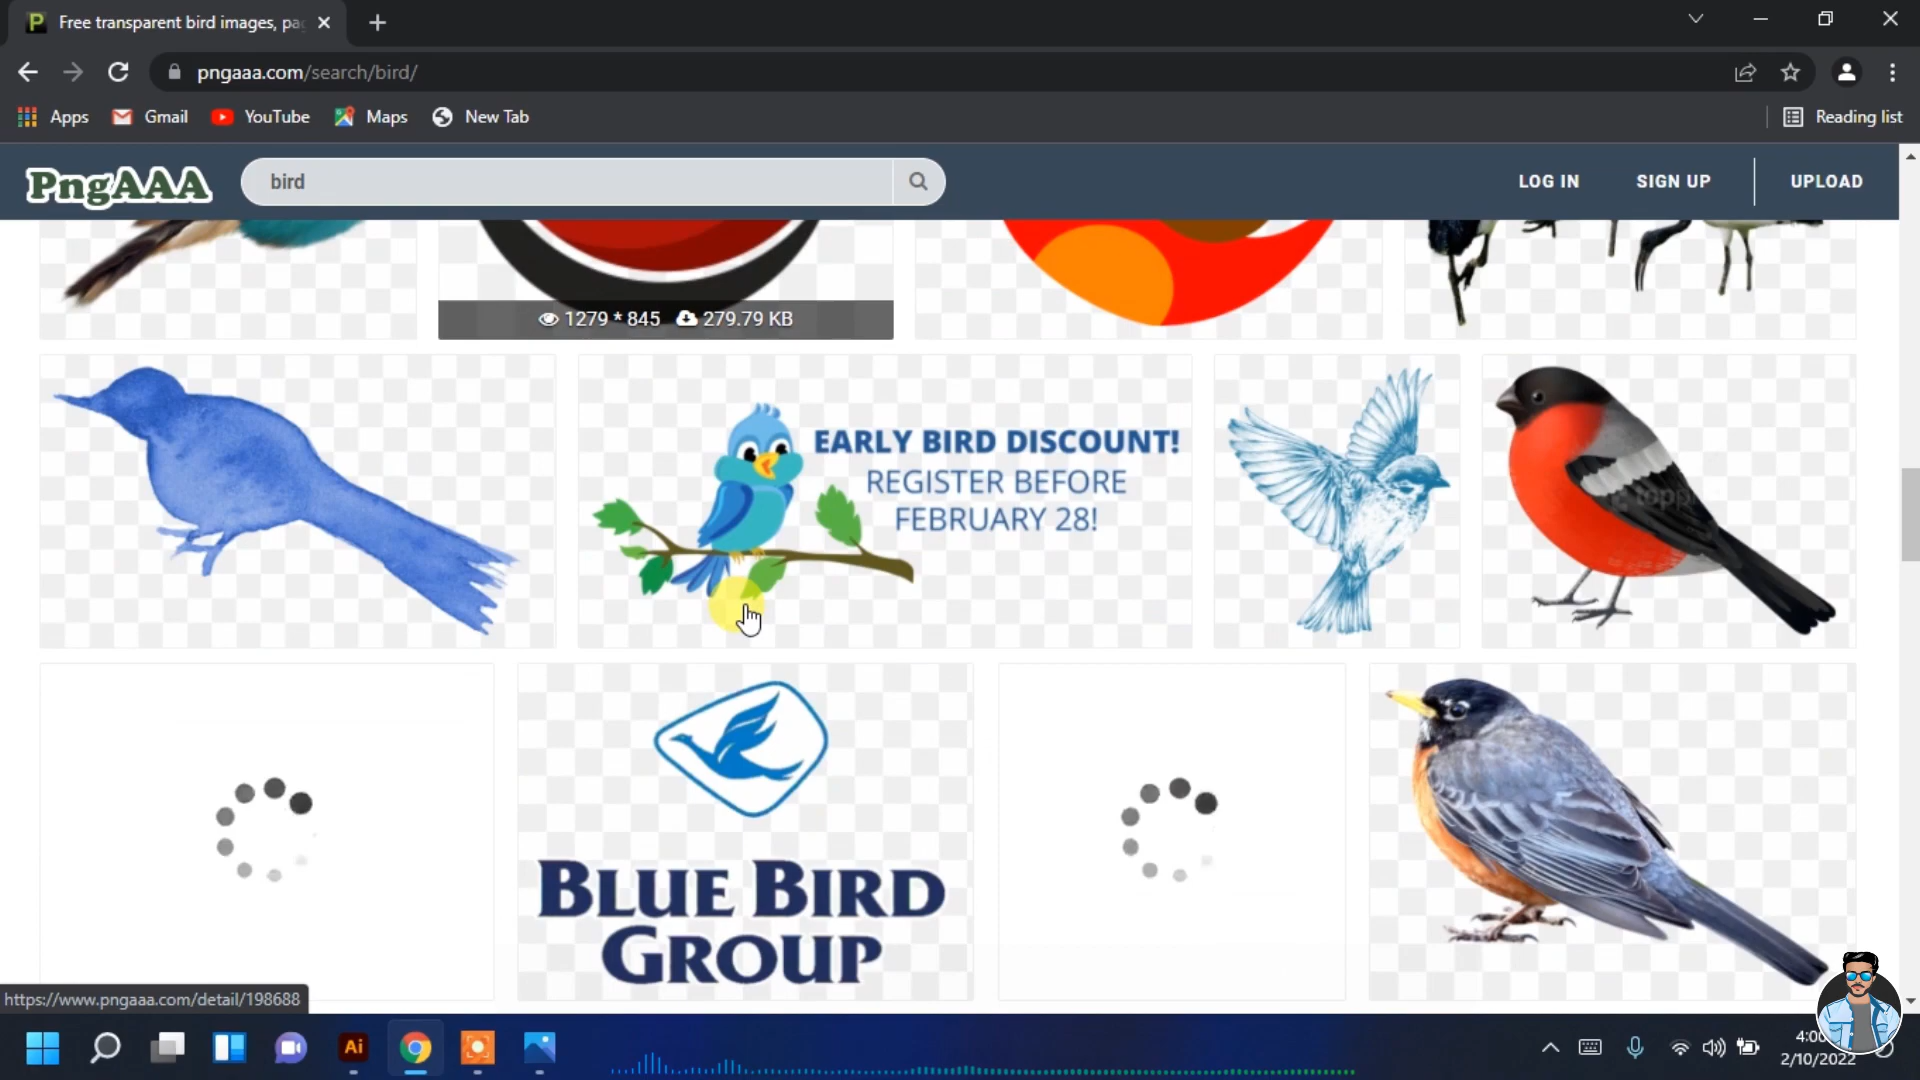 P Free transparent bird images, pa
pngaaa.com/search/bird/
Apps Gmail YouTube Maps New Tab Reading list
PngAAA bird LOG IN SIGN UP UPLOAD
1279 * 845 279.79 KB
EARLY BIRD DISCOUNT!
REGISTER BEFORE
FEBRUARY 28!
BLUE BIRD
GROUP
https://www.pngaaa.com/detail/198688
Ai
2/10/2022